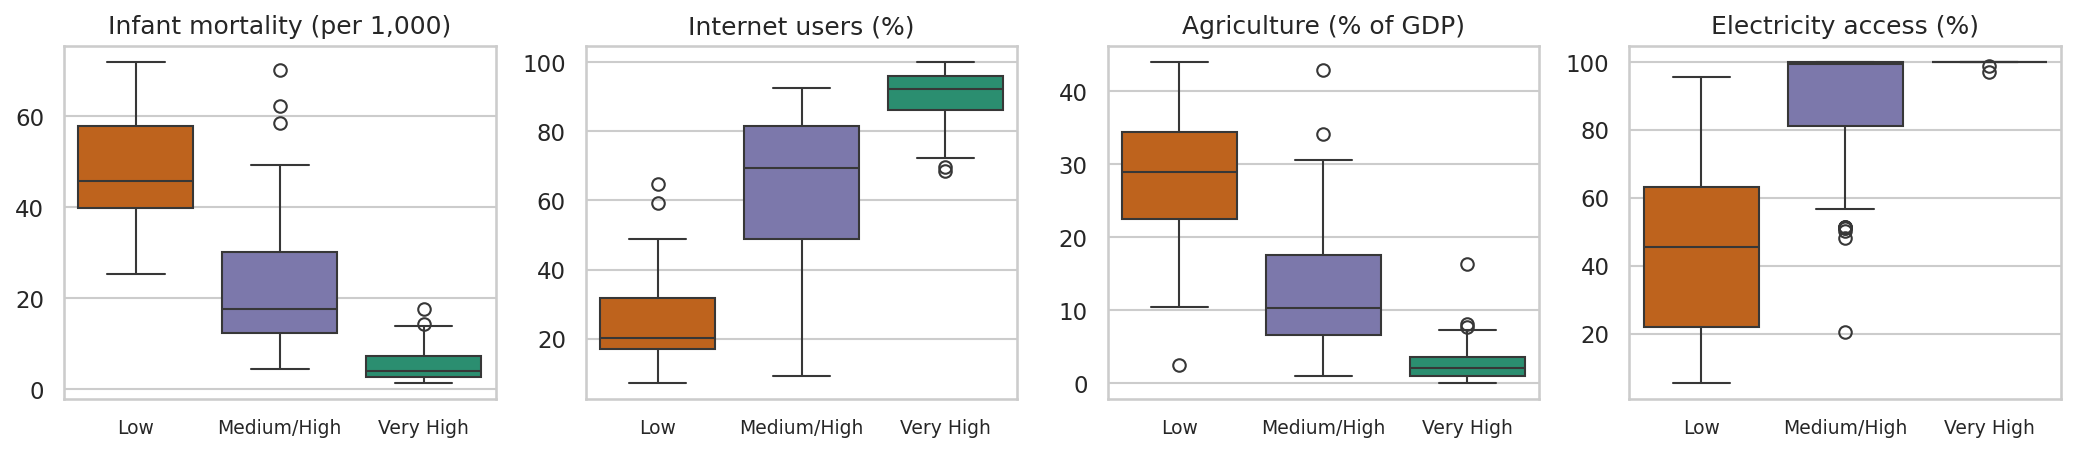 Infant mortality (per 1,000)
60
40
20
0
Low
Medium/High
Very High
Internet users (%)
100
80
60
40
20
Low
Medium/High
Very High
Agriculture (% of GDP)
40
30
20
10
0
Low
Medium/High
Very High
Electricity access (%)
100
80
60
40
20
Low
Medium/High
Very High